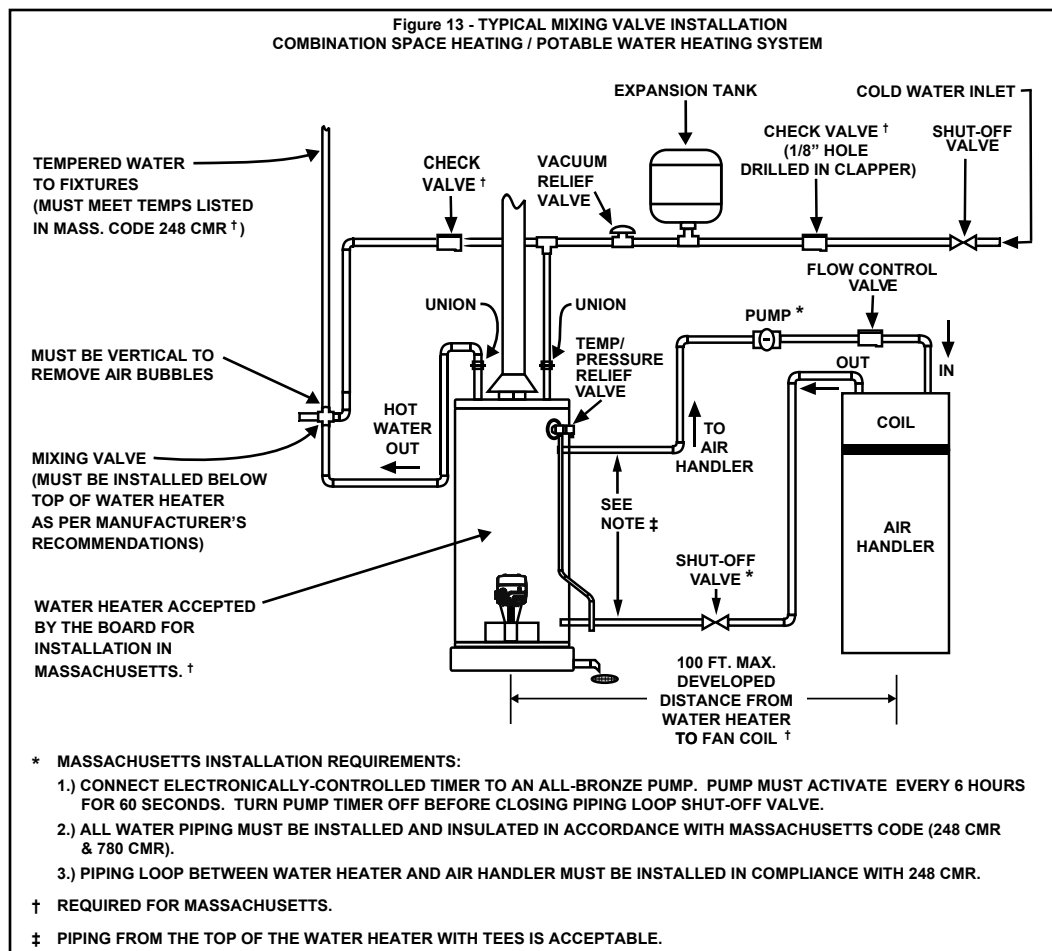 Figure 13 - TYPICAL MIXING VALVE INSTALLATION
COMBINATION SPACE HEATING / POTABLE WATER HEATING SYSTEM
EXPANSION TANK
COLD WATER INLET
TEMPERED WATER
TO FIXTURES
(MUST MEET TEMPS LISTED
IN MASS. CODE 248 CMR †)
CHECK
VALVE †
VACUUM
RELIEF
VALVE
CHECK VALVE †
(1/8” HOLE
DRILLED IN CLAPPER)
SHUT-OFF
VALVE
FLOW CONTROL
VALVE
UNION
UNION
PUMP *
TEMP/
PRESSURE
RELIEF
VALVE
MUST BE VERTICAL TO
REMOVE AIR BUBBLES
OUT
IN
HOT
WATER
OUT
TO
AIR
HANDLER
COIL
MIXING VALVE
(MUST BE INSTALLED BELOW
TOP OF WATER HEATER
AS PER MANUFACTURER’S
RECOMMENDATIONS)
SEE
NOTE ‡
AIR
HANDLER
SHUT-OFF
VALVE *
WATER HEATER ACCEPTED
BY THE BOARD FOR
INSTALLATION IN
MASSACHUSETTS. †
100 FT. MAX.
DEVELOPED
DISTANCE FROM
WATER HEATER
TO FAN COIL †
* MASSACHUSETTS INSTALLATION REQUIREMENTS:
1.) CONNECT ELECTRONICALLY-CONTROLLED TIMER TO AN ALL-BRONZE PUMP. PUMP MUST ACTIVATE EVERY 6 HOURS
FOR 60 SECONDS. TURN PUMP TIMER OFF BEFORE CLOSING PIPING LOOP SHUT-OFF VALVE.
2.) ALL WATER PIPING MUST BE INSTALLED AND INSULATED IN ACCORDANCE WITH MASSACHUSETTS CODE (248 CMR
& 780 CMR).
3.) PIPING LOOP BETWEEN WATER HEATER AND AIR HANDLER MUST BE INSTALLED IN COMPLIANCE WITH 248 CMR.
† REQUIRED FOR MASSACHUSETTS.
‡ PIPING FROM THE TOP OF THE WATER HEATER WITH TEES IS ACCEPTABLE.